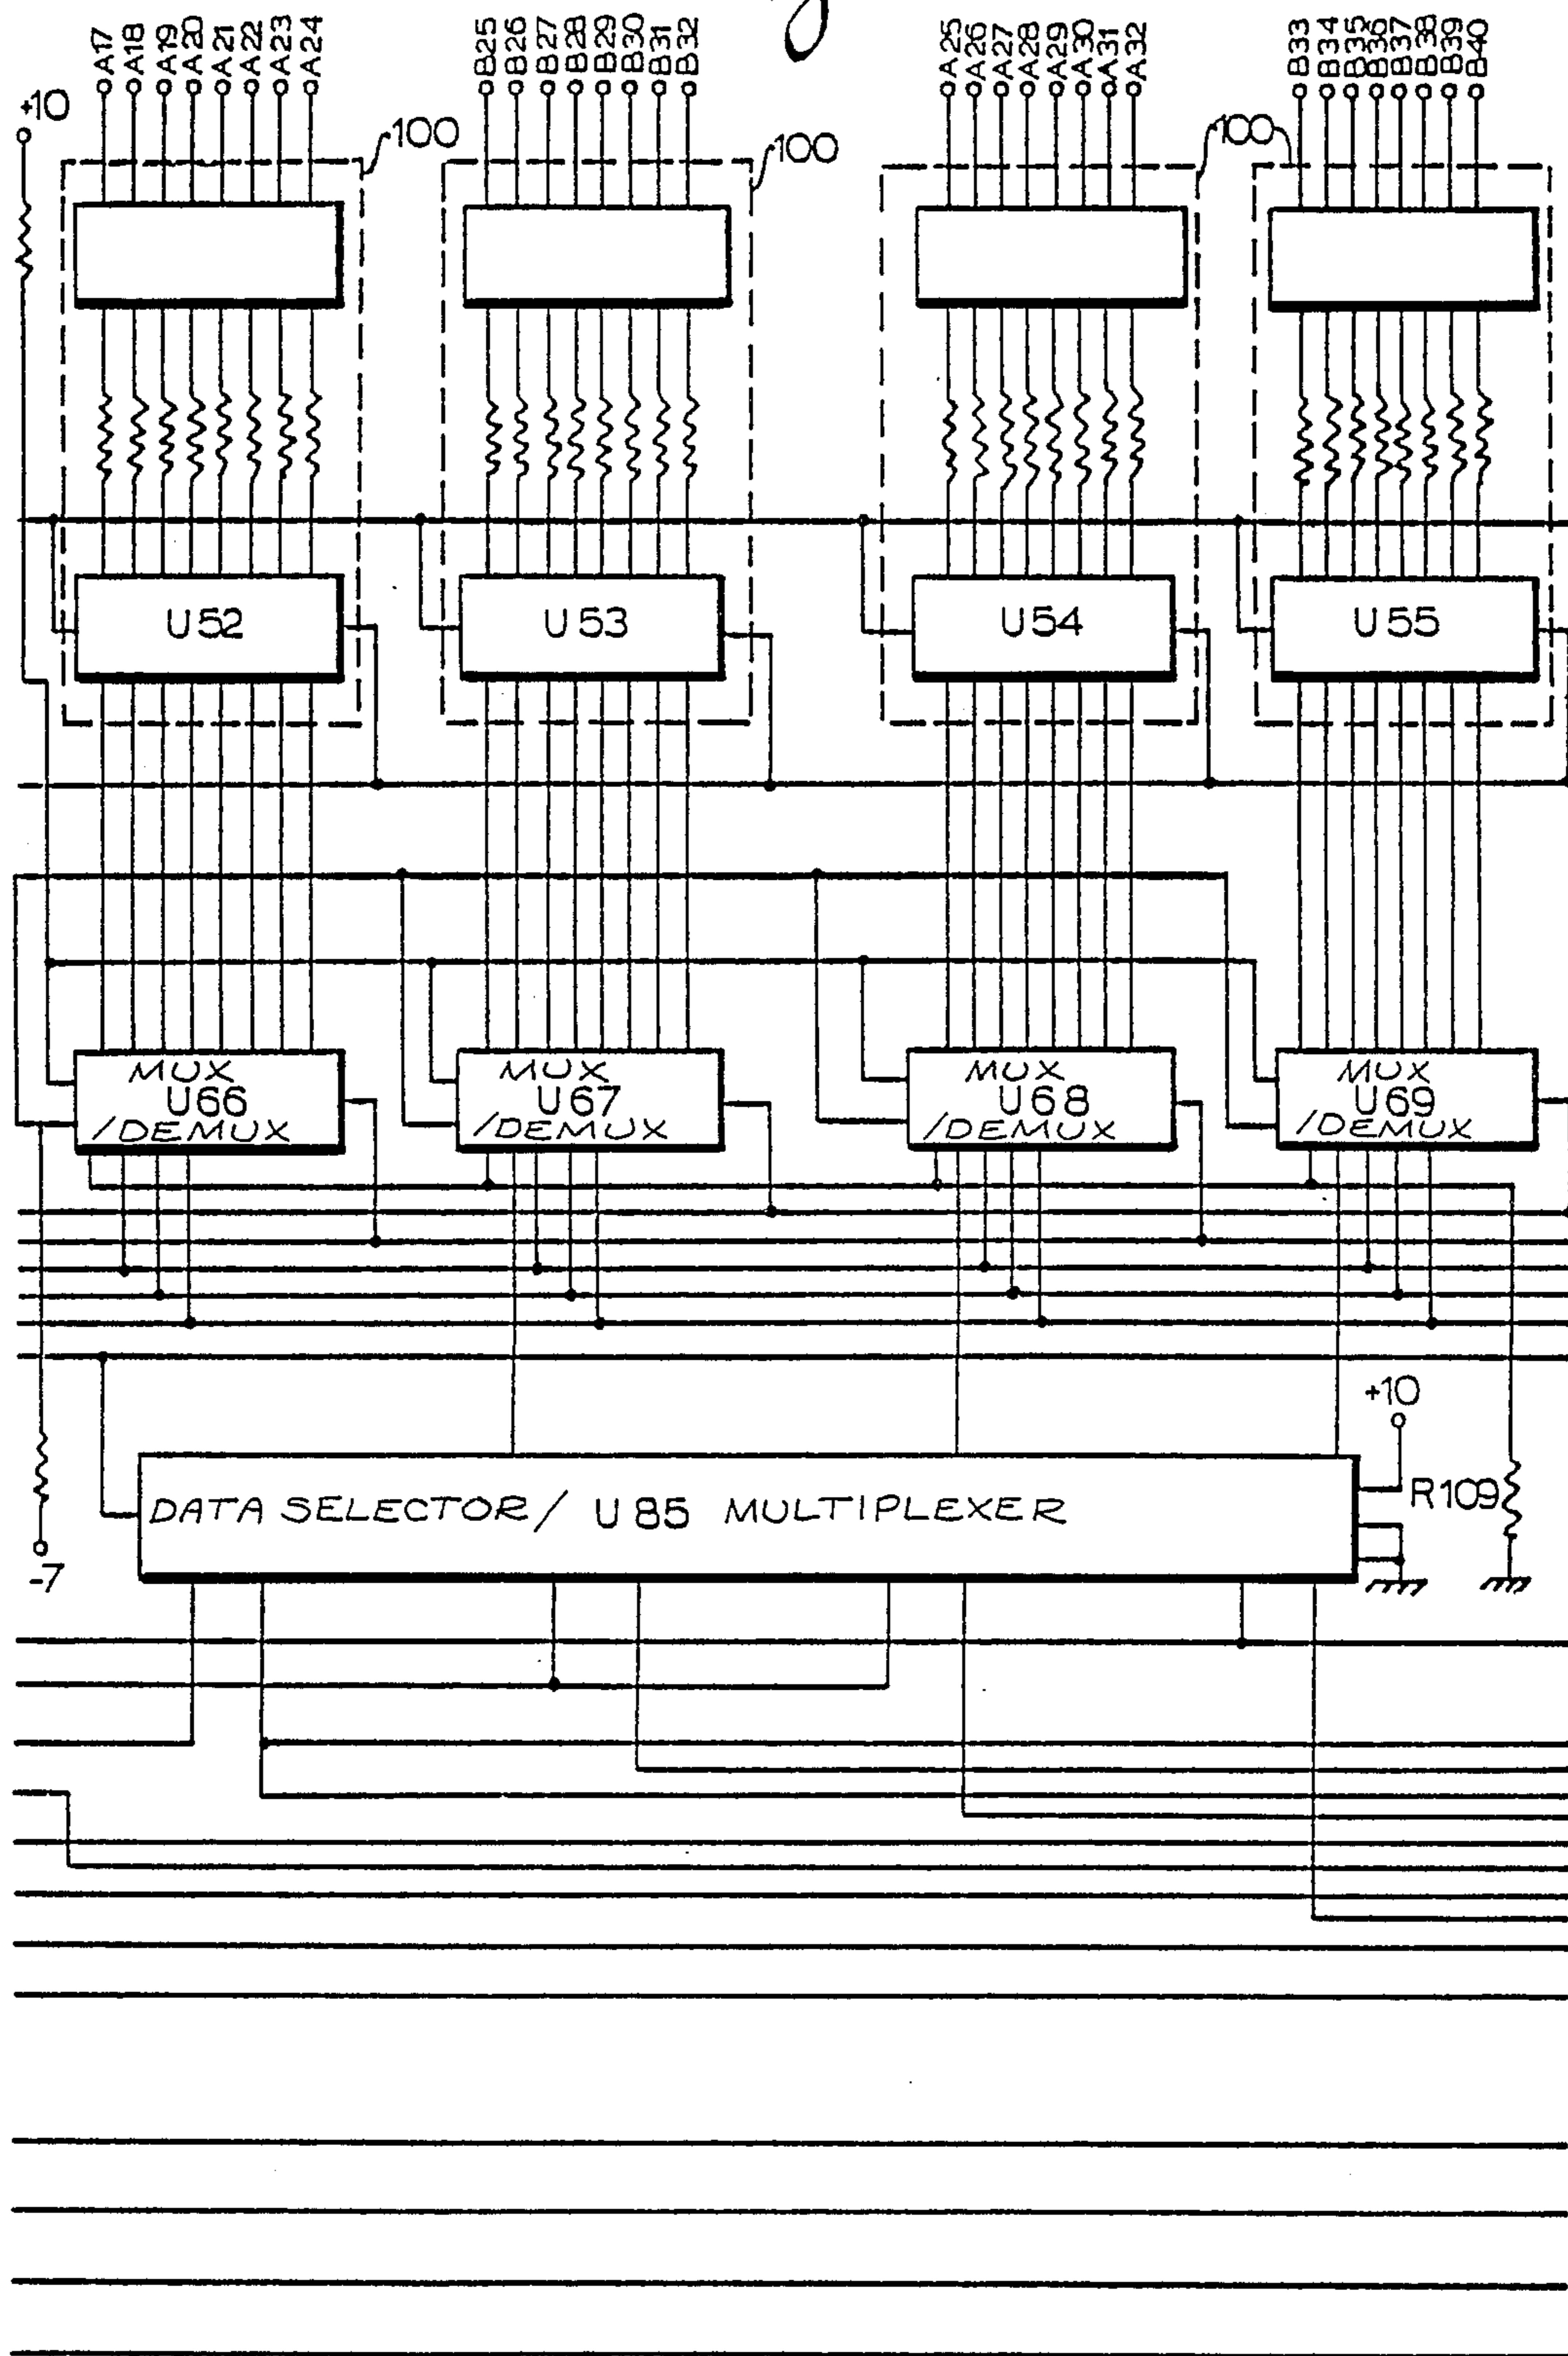 A17 A18 A19 A20 A21 A22 A23 A24 B25 B26 B27 B28 B29 B30 B31 B32 A25 A26 A27 A28 A29 A30 A31 A32 B33 B34 B35 B36 B37 B38 B39 B40
+10
100
100
100
U52 U53 U54 U55
MUX U66 /DEMUX
MUX U67 /DEMUX
MUX U68 /DEMUX
MUX U69 /DEMUX
+10
DATA SELECTOR/ U85 MULTIPLEXER
R109
-7